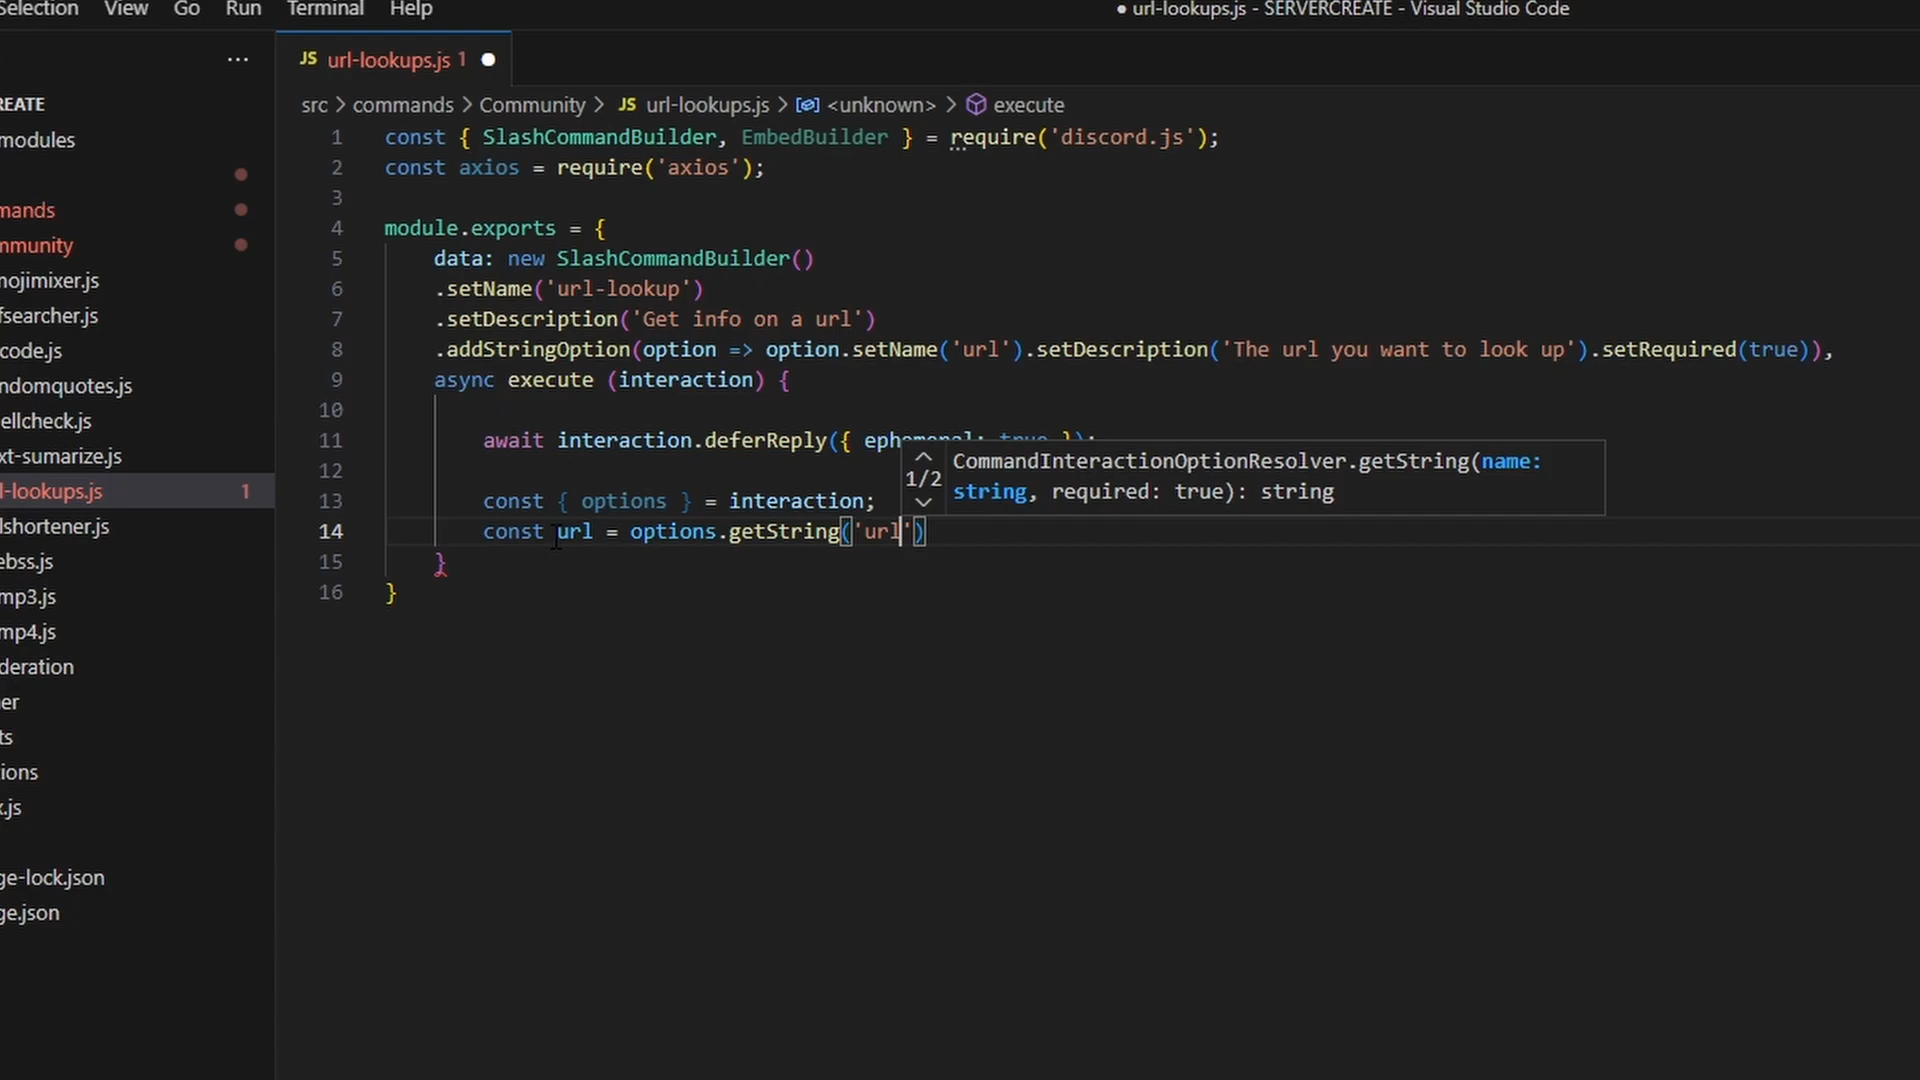 Selection View Go Run Terminal Help
● url-lookups.js - SERVERCREATE - Visual Studio Code
JS url-lookups.js 1 ●
src > commands > Community > JS url-lookups.js > <unknown> > execute
REATE
modules
mands
mmunity
mojimixer.js
fsearcher.js
code.js
ndomquotes.js
ellcheck.js
xt-sumarize.js
l-lookups.js 1
lshortener.js
ebss.js
mp3.js
mp4.js
deration
er
ts
ions
x.js
ge-lock.json
ge.json
1 const { SlashCommandBuilder, EmbedBuilder } = require('discord.js');
2 const axios = require('axios');
3
4 module.exports = {
5 data: new SlashCommandBuilder()
6 .setName('url-lookup')
7 .setDescription('Get info on a url')
8 .addStringOption(option => option.setName('url').setDescription('The url you want to look up').setRequired(true)),
9 async execute (interaction) {
10
11 await interaction.deferReply({ ephemeral: true });
12
CommandInteractionOptionResolver.getString(name:
1/2
string, required: true): string
13 const { options } = interaction;
14 const url = options.getString('url')
15 }
16 }